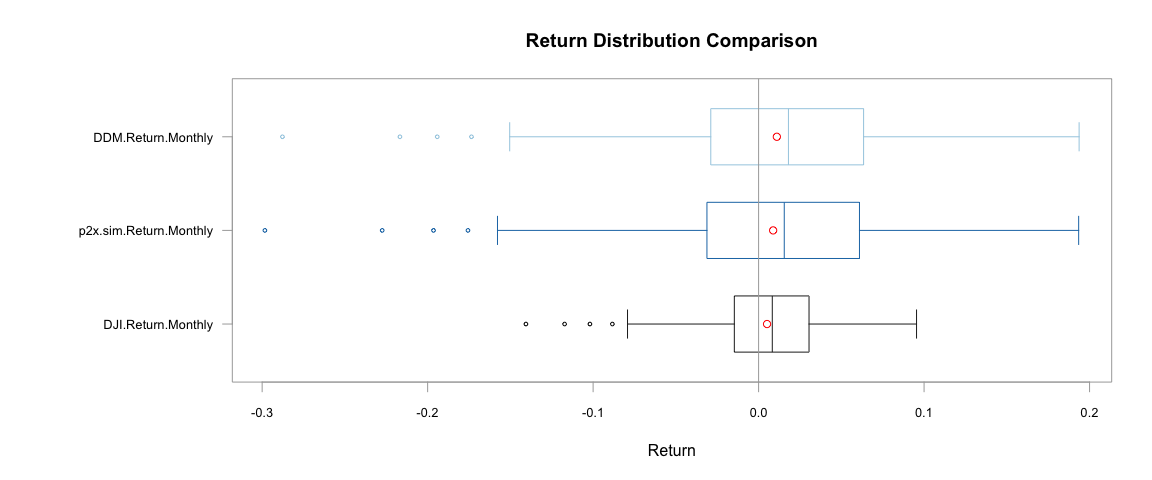 Return Distribution Comparison
DDM.Return.Monthly
p2x.sim.Return.Monthly
DJI.Return.Monthly
-0.3 -0.2 -0.1 0.0 0.1 0.2
Return